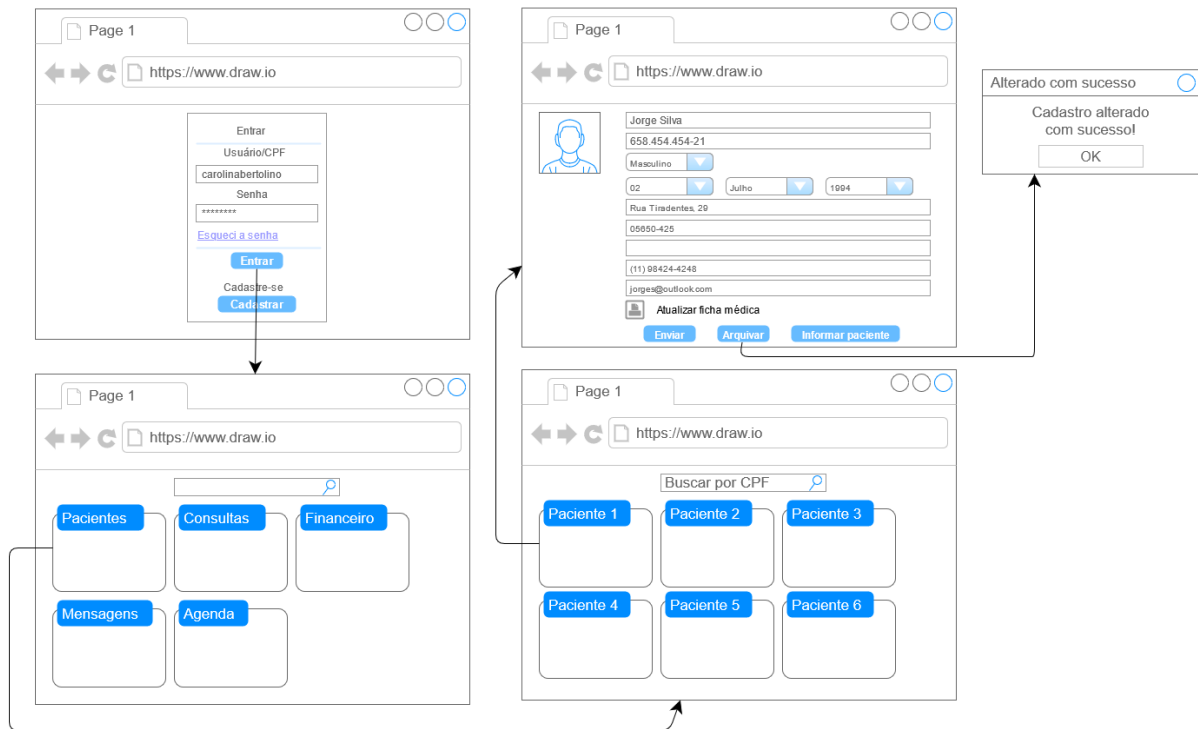 Page 1
https://www.draw.io
Entrar
Usuário/CPF
carolinabertolino
Senha
********
Esqueci a senha
Entrar
Cadastre-se
Cadastrar
Page 1
https://www.draw.io
Jorge Silva
658.454.454-21
Masculino
02 Julho 1994
Rua Tiradentes, 29
05650-425
(11) 98424-4248
jorges@outlook.com
Atualizar ficha médica
Enviar Arquivar Informar paciente
Alterado com sucesso
Cadastro alterado
com sucesso!
OK
Page 1
https://www.draw.io
Pacientes Consultas Financeiro
Mensagens Agenda
Page 1
https://www.draw.io
Buscar por CPF
Paciente 1 Paciente 2 Paciente 3
Paciente 4 Paciente 5 Paciente 6